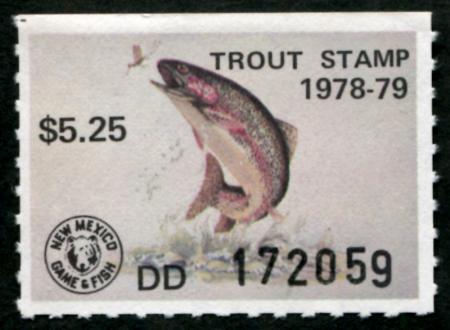 TROUT STAMP
1978-79
$5.25
NEW MEXICO
GAME & FISH
DD 172059